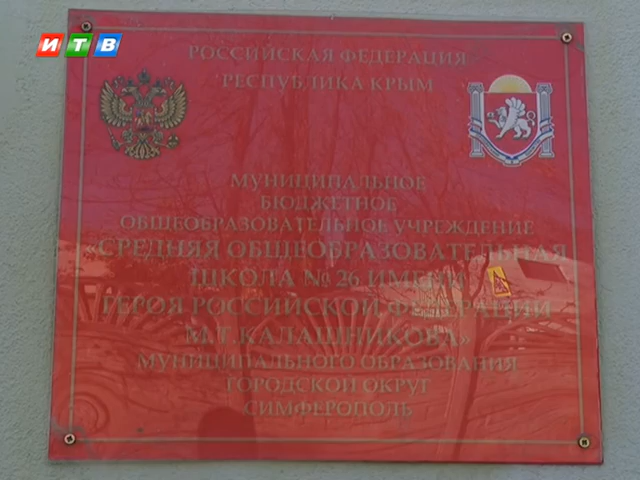 ИТВ
РОССИЙСКАЯ ФЕДЕРАЦИЯ
РЕСПУБЛИКА КРЫМ
МУНИЦИПАЛЬНОЕ
БЮДЖЕТНОЕ
ОБЩЕОБРАЗОВАТЕЛЬНОЕ УЧРЕЖДЕНИЕ
«СРЕДНЯЯ ОБЩЕОБРАЗОВАТЕЛЬНАЯ
ШКОЛА № 26 ИМЕНИ
ГЕРОЯ РОССИЙСКОЙ ФЕДЕРАЦИИ
М.Т.КАЛАШНИКОВА»
МУНИЦИПАЛЬНОГО ОБРАЗОВАНИЯ
ГОРОДСКОЙ ОКРУГ
СИМФЕРОПОЛЬ